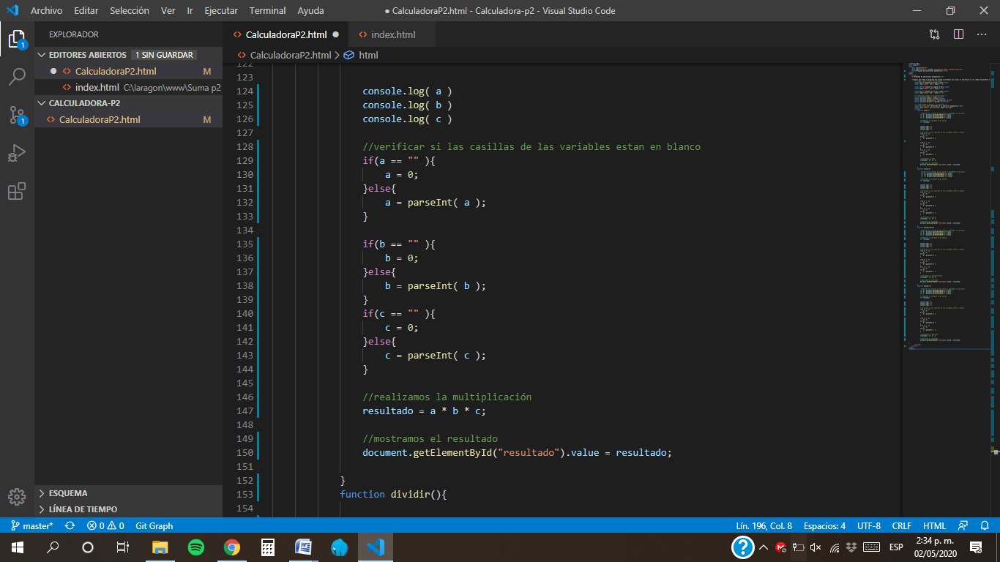 Archivo Editar Selección Ver Ir Ejecutar Terminal Ayuda ● CalculadoraP2.html - Calculadora-p2 - Visual Studio Code
EXPLORADOR
EDITORES ABIERTOS 1 SIN GUARDAR
CalculadoraP2.html M
index.html C:\laragon\www\Suma p2
CALCULADORA-P2
CalculadoraP2.html M
ESQUEMA
LÍNEA DE TIEMPO
1
1
CalculadoraP2.html ● index.html
CalculadoraP2.html > html
122
123
124 console.log( a )
125 console.log( b )
126 console.log( c )
127
128 //verificar si las casillas de las variables estan en blanco
129 if(a == "" ){
130 a = 0;
131 }else{
132 a = parseInt( a );
133 }
134
135 if(b == "" ){
136 b = 0;
137 }else{
138 b = parseInt( b );
139 }
140 if(c == "" ){
141 c = 0;
142 }else{
143 c = parseInt( c );
144 }
145
146 //realizamos la multiplicación
147 resultado = a * b * c;
148
149 //mostramos el resultado
150 document.getElementById("resultado").value = resultado;
151
152 }
153 function dividir(){
154
master* 0 0 Git Graph Lín. 196, Col. 8 Espacios: 4 UTF-8 CRLF HTML
ESP 2:34 p. m.
02/05/2020